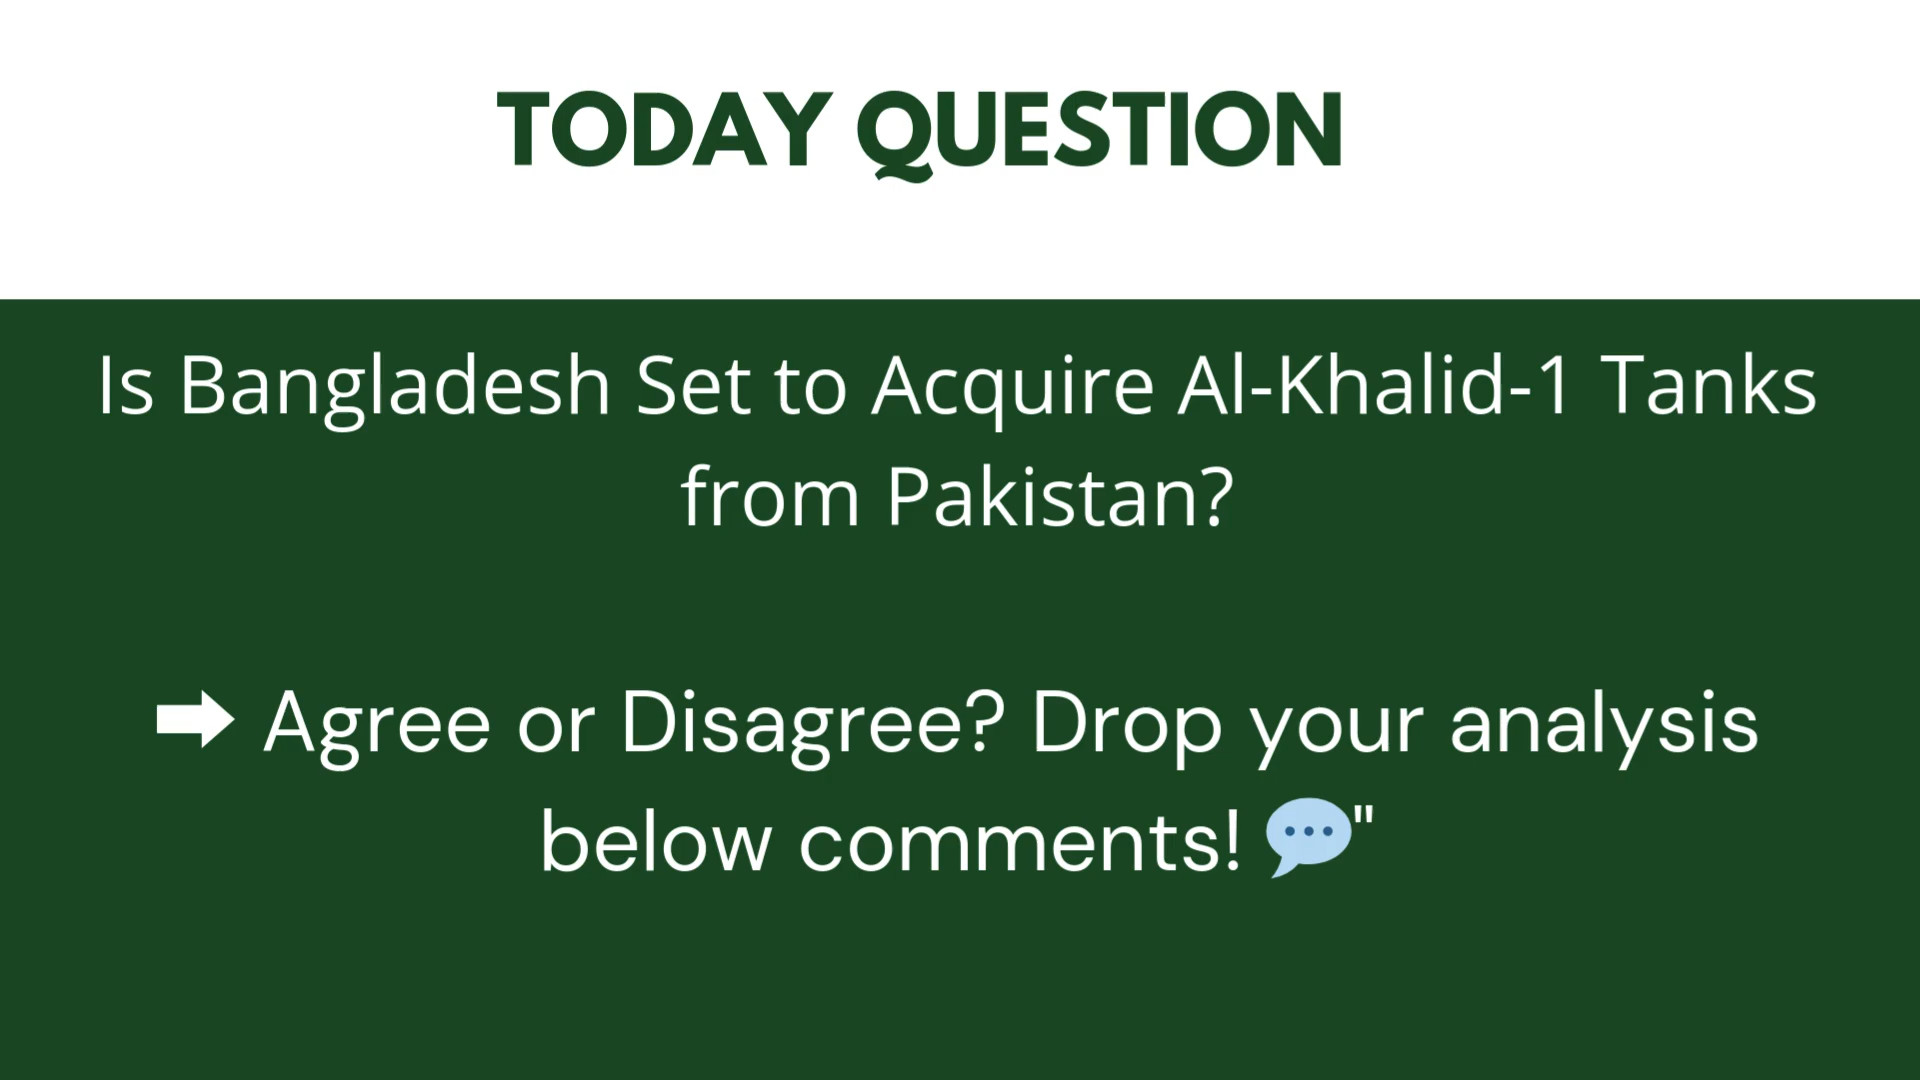 TODAY QUESTION
Is Bangladesh Set to Acquire Al-Khalid-1 Tanks
from Pakistan?
➡ Agree or Disagree? Drop your analysis
below comments! 💬"